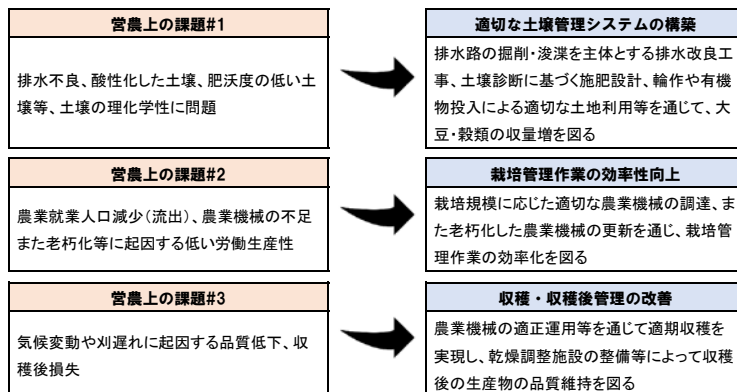 営農上の課題#1
排水不良、酸性化した土壌、肥沃度の低い土
壌等、土壌の理化学性に問題
適切な土壌管理システムの構築
排水路の掘削・浚渫を主体とする排水改良工
事、土壌診断に基づく施肥設計、輪作や有機
物投入による適切な土地利用等を通じて、大
豆・穀類の収量増を図る
営農上の課題#2
農業就業人口減少（流出）、農業機械の不足
また老朽化等に起因する低い労働生産性
栽培管理作業の効率性向上
栽培規模に応じた適切な農業機械の調達、ま
た老朽化した農業機械の更新を通じ、栽培管
理作業の効率化を図る
営農上の課題#3
気候変動や刈遅れに起因する品質低下、収
穫後損失
収穫・収穫後管理の改善
農業機械の適正運用等を通じて適期収穫を
実現し、乾燥調整施設の整備等によって収穫
後の生産物の品質維持を図る